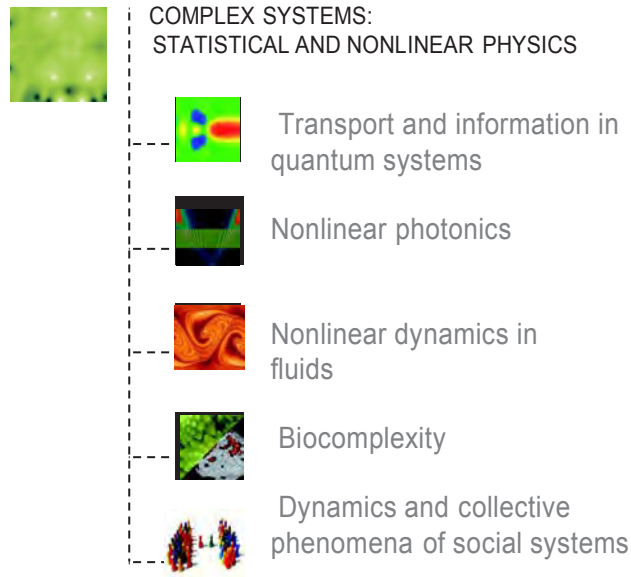 COMPLEX SYSTEMS:
STATISTICAL AND NONLINEAR PHYSICS
Transport and information in
quantum systems
Nonlinear photonics
Nonlinear dynamics in
fluids
Biocomplexity
Dynamics and collective
phenomena of social systems